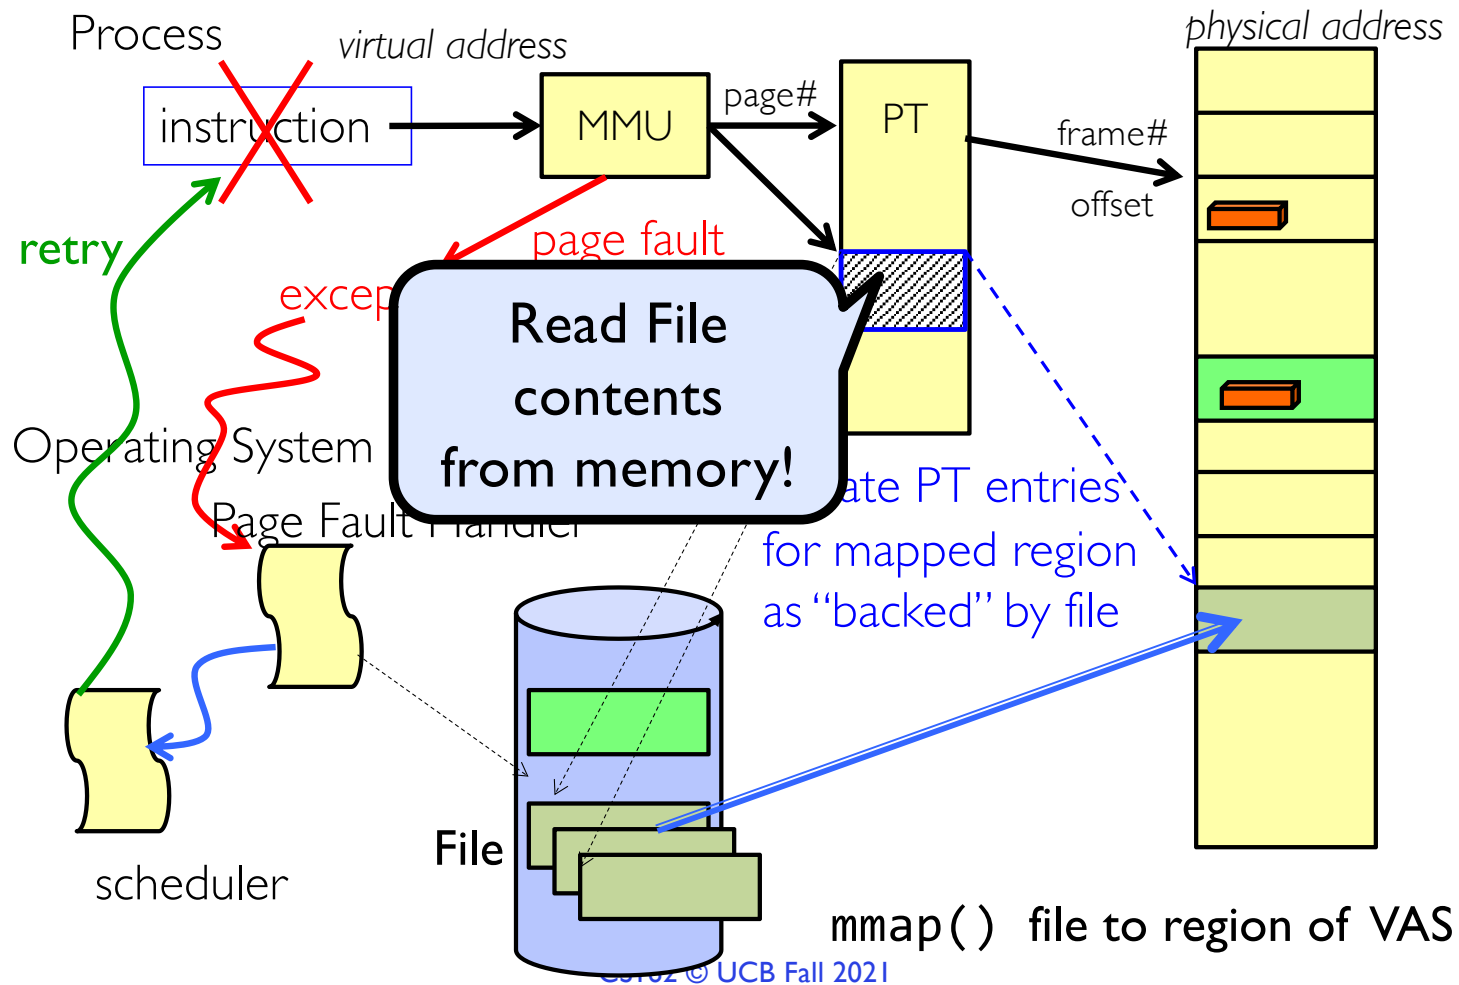 Process
virtual address
physical address
instruction
MMU
page#
PT
frame#
offset
retry
page fault
Read File
contents
from memory!
Operating System
Page Fault Handler
PT entries
for mapped region
as “backed” by file
File
scheduler
mmap() file to region of VAS
© UCB Fall 2021